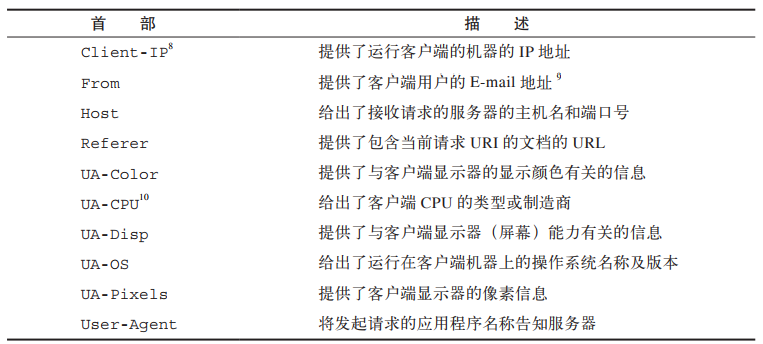 首 部 描 述
Client-IP8 提供了运行客户端的机器的 IP 地址
From 提供了客户端用户的 E-mail 地址 9
Host 给出了接收请求的服务器的主机名和端口号
Referer 提供了包含当前请求 URI 的文档的 URL
UA-Color 提供了与客户端显示器的显示颜色有关的信息
UA-CPU10 给出了客户端 CPU 的类型或制造商
UA-Disp 提供了与客户端显示器（屏幕）能力有关的信息
UA-OS 给出了运行在客户端机器上的操作系统名称及版本
UA-Pixels 提供了客户端显示器的像素信息
User-Agent 将发起请求的应用程序名称告知服务器